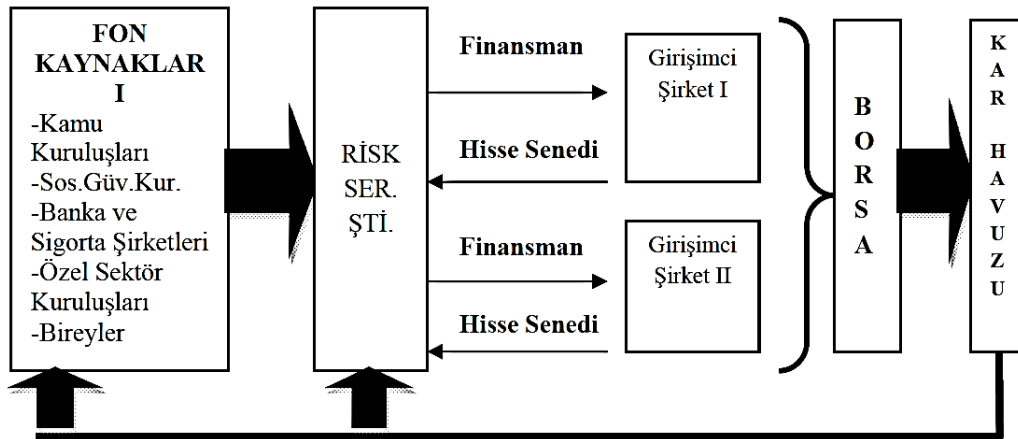 FON
KAYNAKLAR
I
-Kamu
Kuruluşları
-Sos.Güv.Kur.
-Banka ve
Sigorta Şirketleri
-Özel Sektör
Kuruluşları
-Bireyler
RİSK
SER.
ŞTİ.
Finansman
Hisse Senedi
Finansman
Hisse Senedi
Girişimci
Şirket I
Girişimci
Şirket II
B
O
R
S
A
K
A
R
H
A
V
U
Z
U